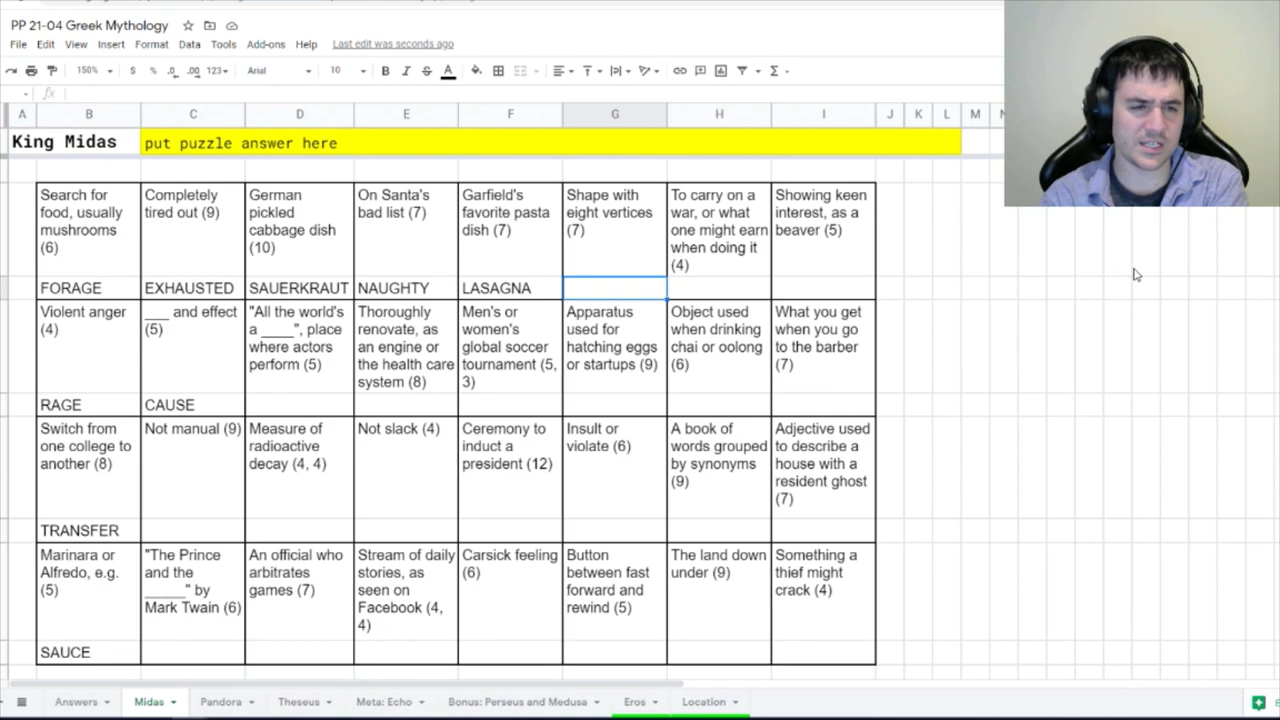 PP 21-04 Greek Mythology
File Edit View Insert Format Data Tools Add-ons Help Last edit was seconds ago
150% $ % .0 .00 123 Arial 10 B I S A
fx
A B C D E F G H I J K L M N
King Midas put puzzle answer here
Search for food, usually mushrooms (6)
Completely tired out (9)
German pickled cabbage dish (10)
On Santa's bad list (7)
Garfield's favorite pasta dish (7)
Shape with eight vertices (7)
To carry on a war, or what one might earn when doing it (4)
Showing keen interest, as a beaver (5)
FORAGE EXHAUSTED SAUERKRAUT NAUGHTY LASAGNA
Violent anger (4)
___ and effect (5)
"All the world's a ____", place where actors perform (5)
Thoroughly renovate, as an engine or the health care system (8)
Men's or women's global soccer tournament (5, 3)
Apparatus used for hatching eggs or startups (9)
Object used when drinking chai or oolong (6)
What you get when you go to the barber (7)
RAGE CAUSE
Switch from one college to another (8)
Not manual (9)
Measure of radioactive decay (4, 4)
Not slack (4)
Ceremony to induct a president (12)
Insult or violate (6)
A book of words grouped by synonyms (9)
Adjective used to describe a house with a resident ghost (7)
TRANSFER
Marinara or Alfredo, e.g. (5)
"The Prince and the _____" by Mark Twain (6)
An official who arbitrates games (7)
Stream of daily stories, as seen on Facebook (4, 4)
Carsick feeling (6)
Button between fast forward and rewind (5)
The land down under (9)
Something a thief might crack (4)
SAUCE
Answers Midas Pandora Theseus Meta: Echo Bonus: Perseus and Medusa Eros Location